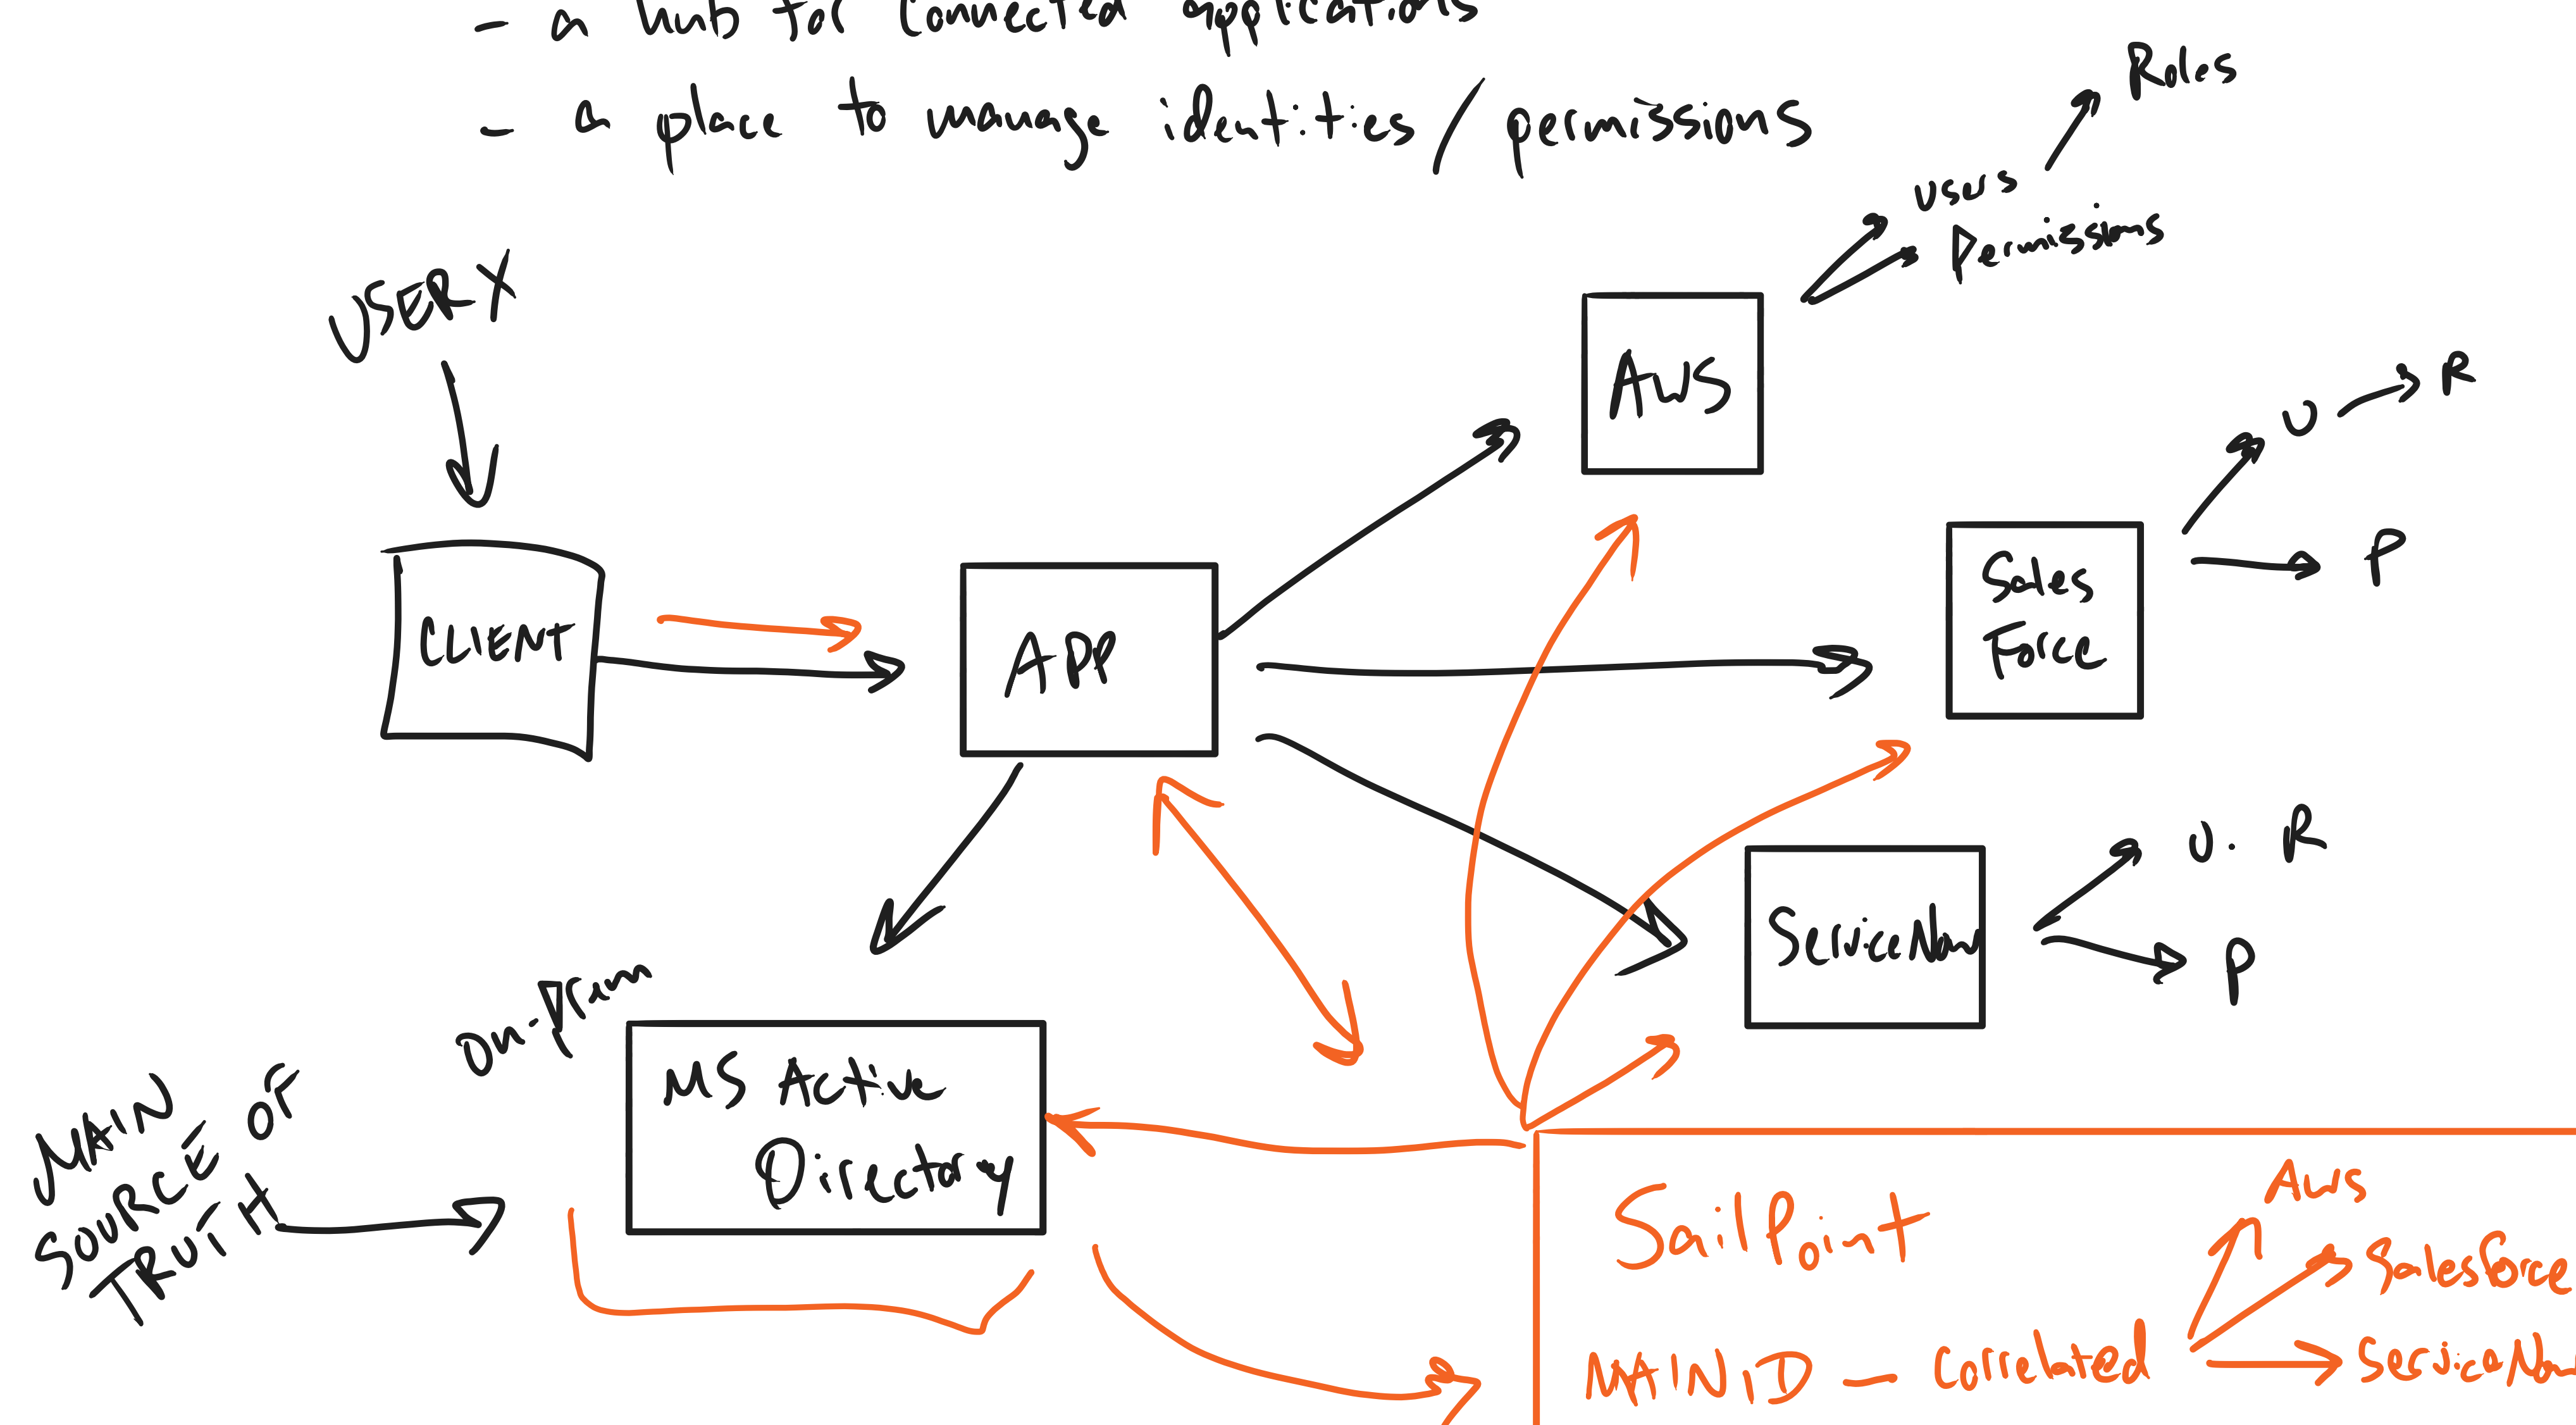 - a hub for Connected applications
- a place to manage identities / permissions
Roles
users
Permissions
USER X
AWS
U
R
P
Sales
Force
CLIENT
APP
U. R
P
ServiceNow
On-Prem
MS Active
Directory
MAIN
SOURCE OF
TRUTH
SailPoint
Aws
Salesforce
MAIN ID - Correlated
ServiceNo